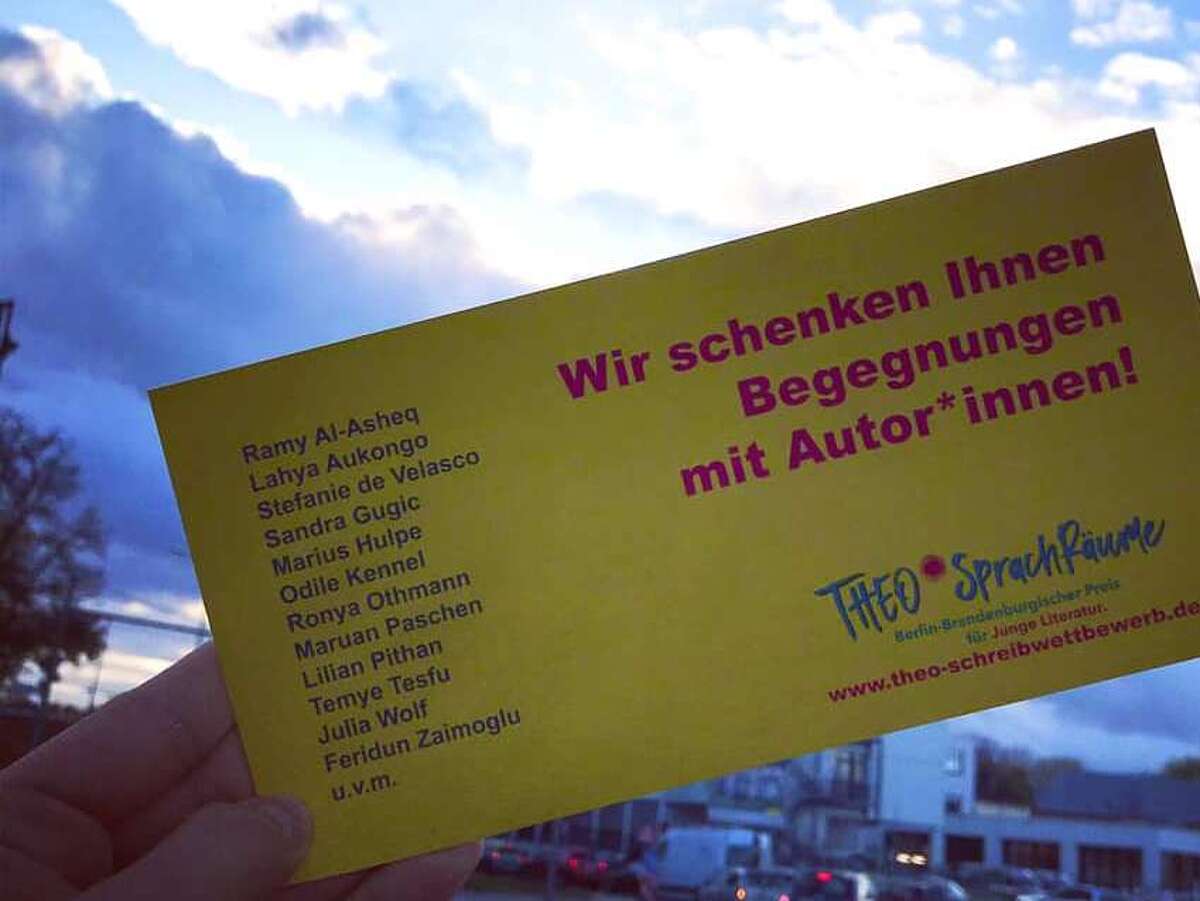 Wir schenken Ihnen
Begegnungen
mit Autor*innen!
Ramy Al-Asheq
Lahya Aukongo
Stefanie de Velasco
Sandra Gugic
Marius Hulpe
Odile Kennel
Ronya Othmann
Maruan Paschen
Lilian Pithan
Temye Tesfu
Julia Wolf
Feridun Zaimoglu
u.v.m.
THEO SprachRäume
Berlin-Brandenburgischer Preis
für Junge Literatur.
www.theo-schreibwettbewerb.de